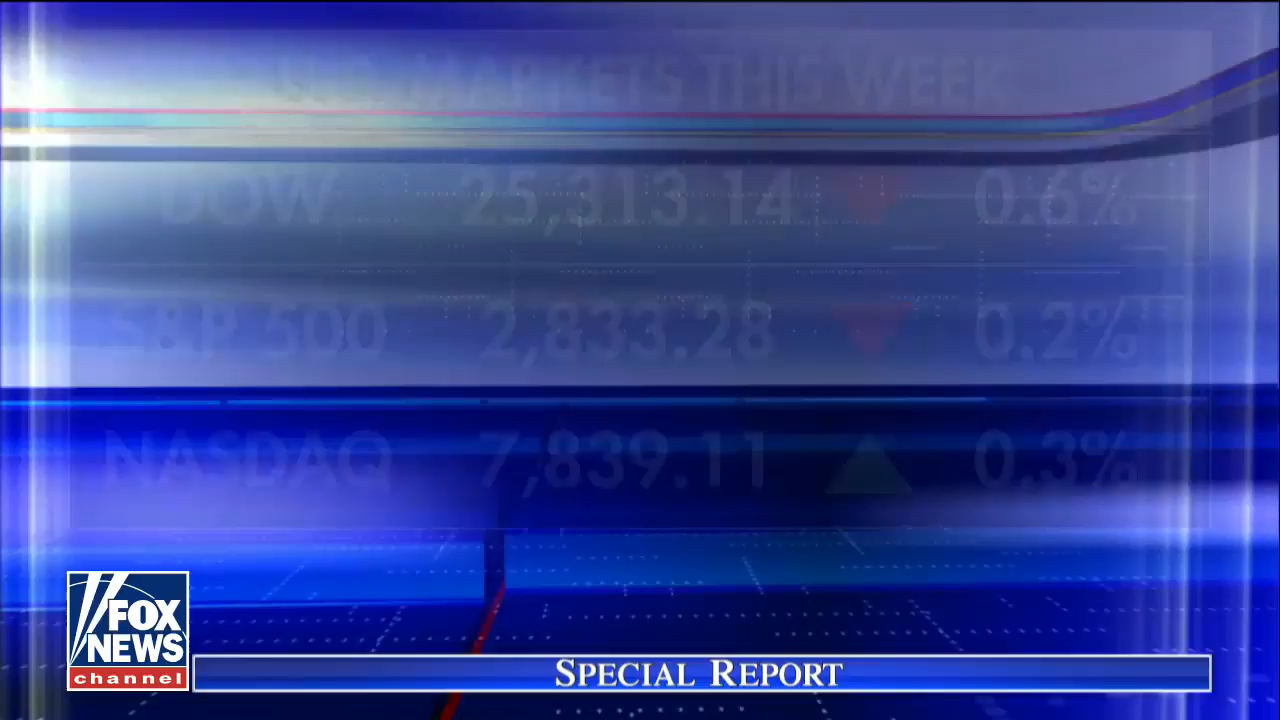 U.S. MARKETS THIS WEEK
DOW 25,313.14 0.6%
S&P 500 2,833.28 0.2%
NASDAQ 7,839.11 0.3%
FOX
NEWS
channel
SPECIAL REPORT